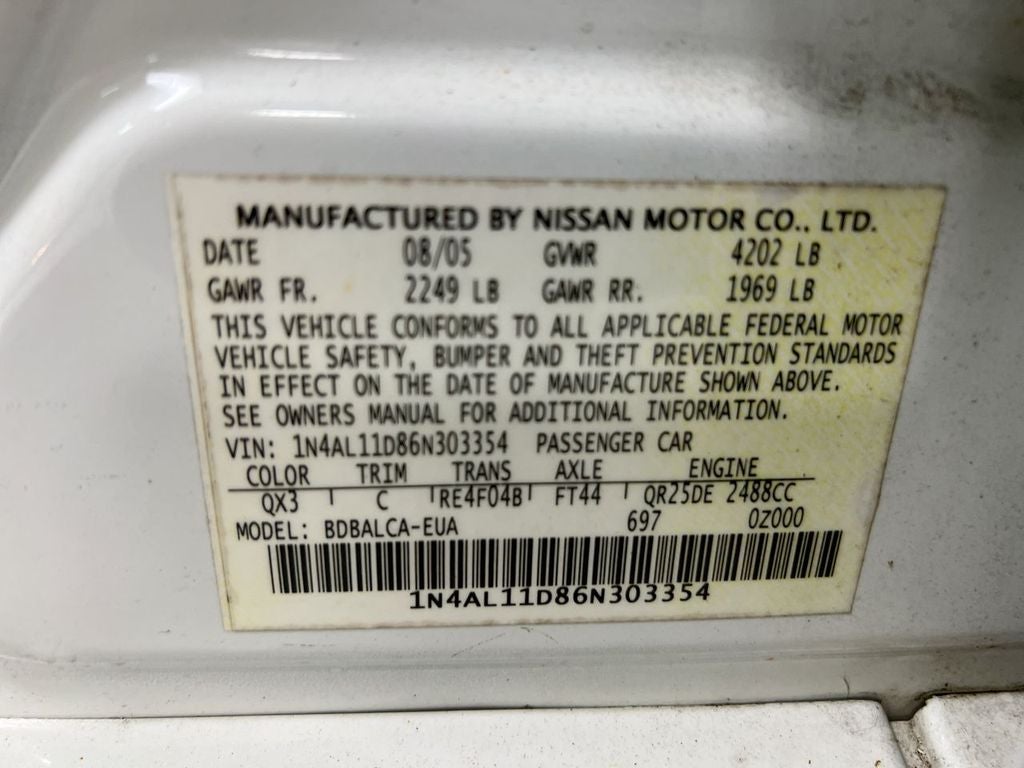 MANUFACTURED BY NISSAN MOTOR CO., LTD.
DATE 08/05 GVWR 4202 LB
GAWR FR. 2249 LB GAWR RR. 1969 LB
THIS VEHICLE CONFORMS TO ALL APPLICABLE FEDERAL MOTOR
VEHICLE SAFETY, BUMPER AND THEFT PREVENTION STANDARDS
IN EFFECT ON THE DATE OF MANUFACTURE SHOWN ABOVE.
SEE OWNERS MANUAL FOR ADDITIONAL INFORMATION.
VIN: 1N4AL11D86N303354 PASSENGER CAR
COLOR TRIM TRANS AXLE ENGINE
QX3 C RE4F04B FT44 QR25DE 2488CC
MODEL: BDBALCA-EUA 697 0Z000
1N4AL11D86N303354